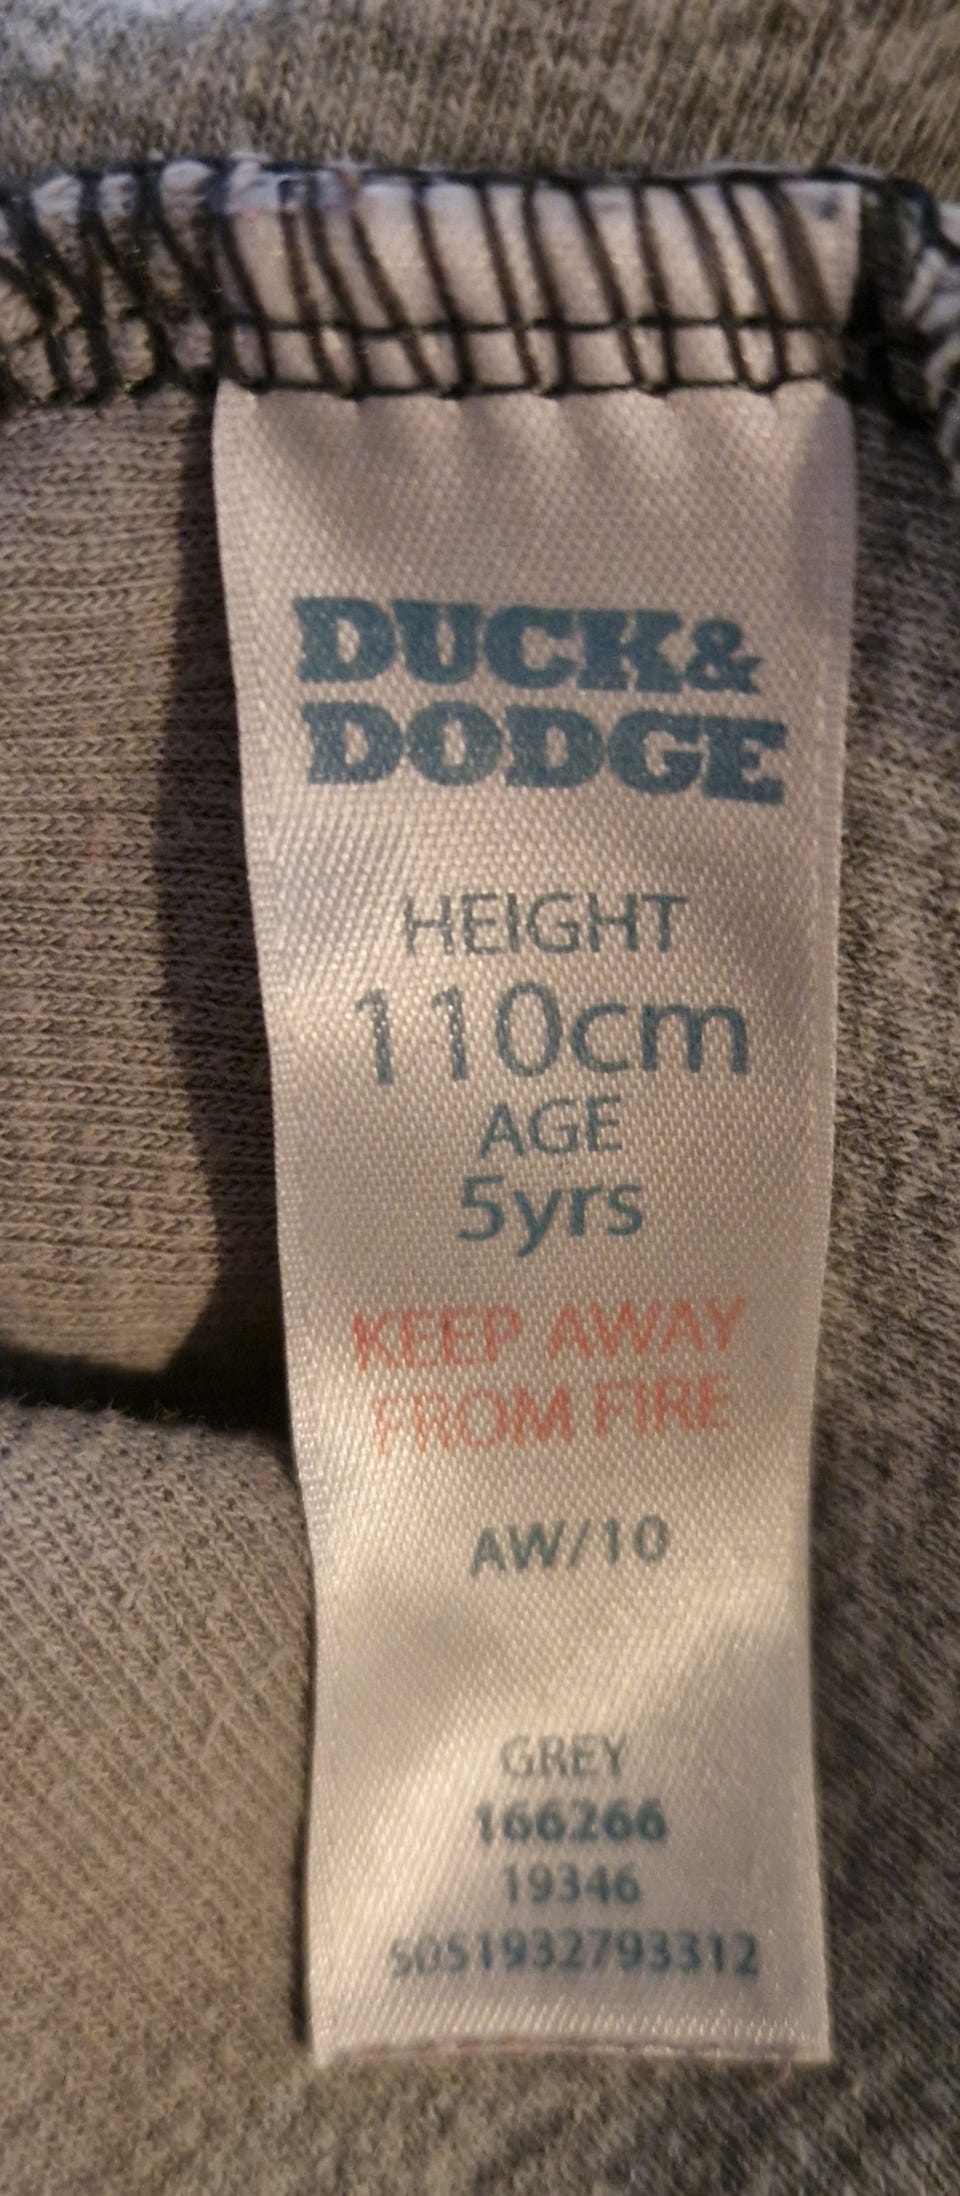 DUCK&
DODGE
HEIGHT
110cm
AGE
5yrs
KEEP AWAY
FROM FIRE
AW/10
GREY
166266
19346
5051932793312